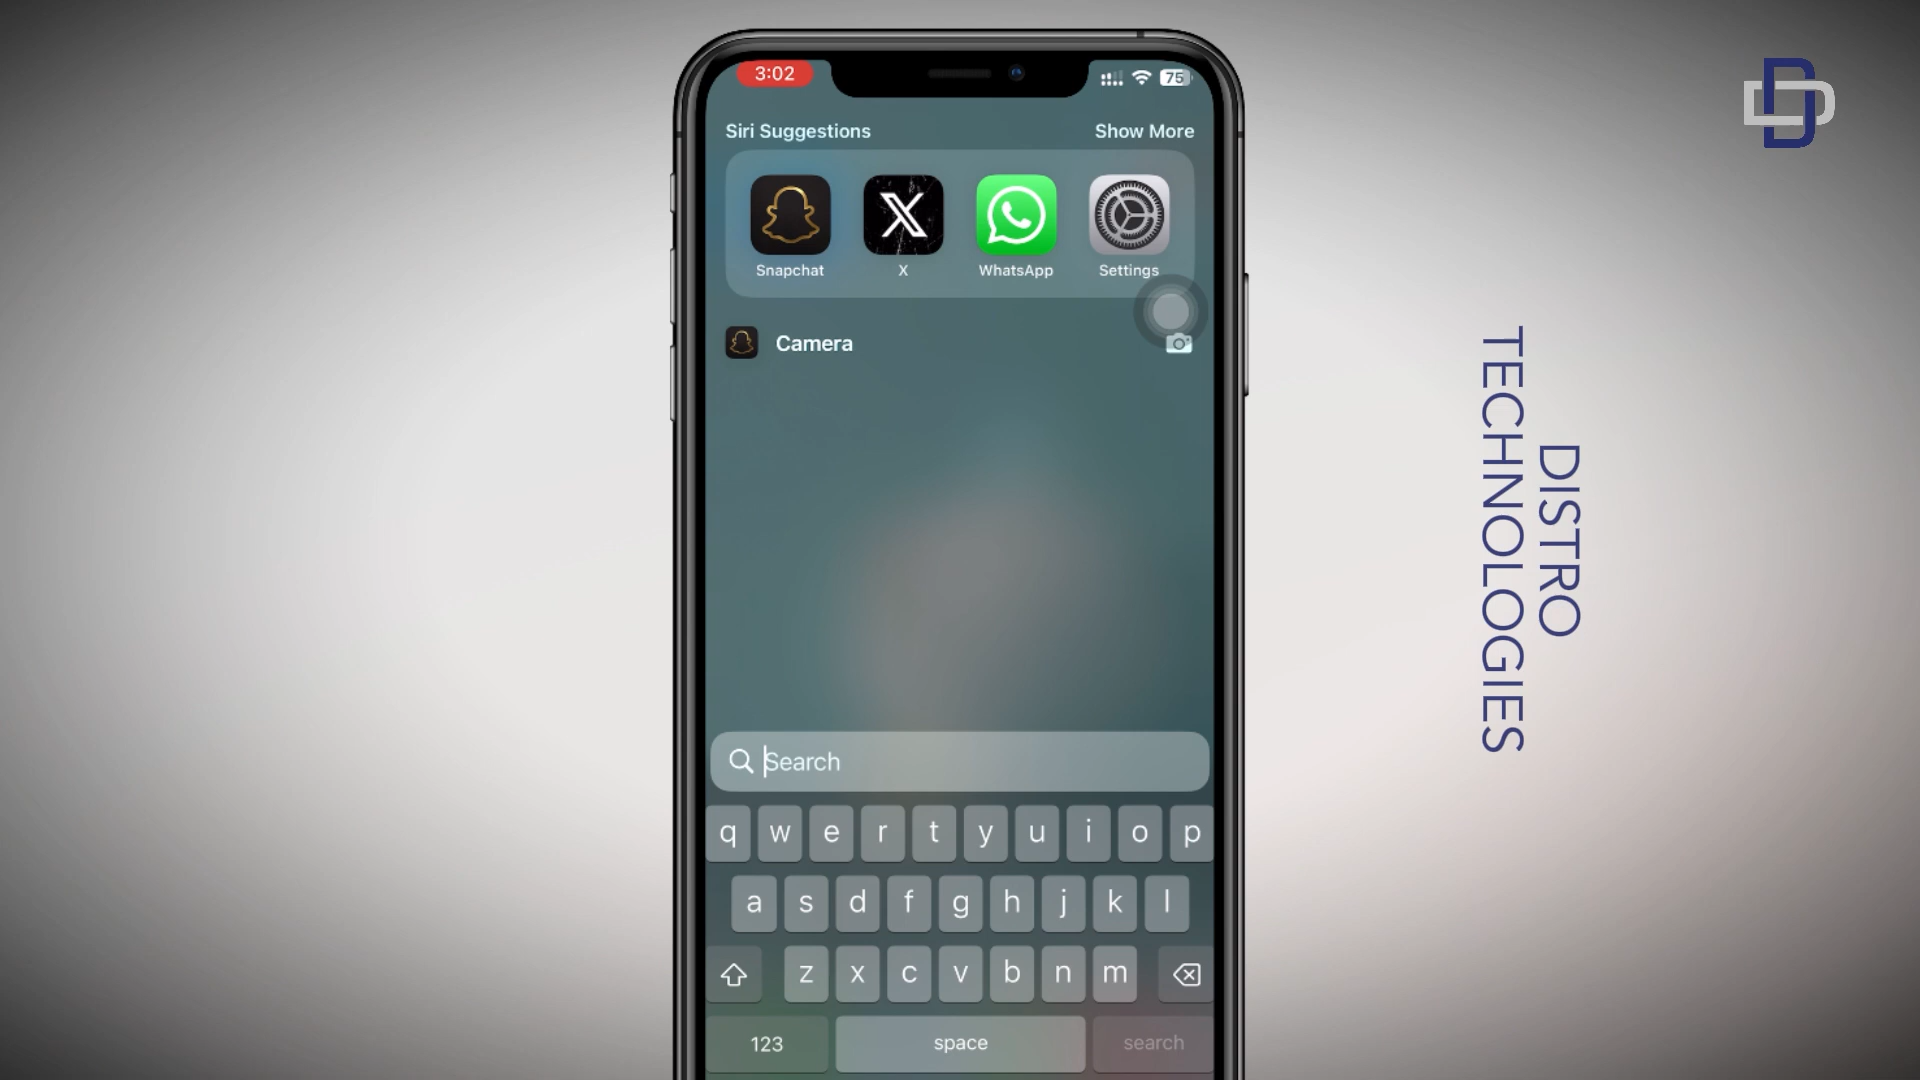 3:02
75
Siri Suggestions
Show More
Snapchat
X
WhatsApp
Settings
Camera
Search
q w e r t y u i o p
a s d f g h j k l
z x c v b n m
123
space
search
DISTRO
TECHNOLOGIES